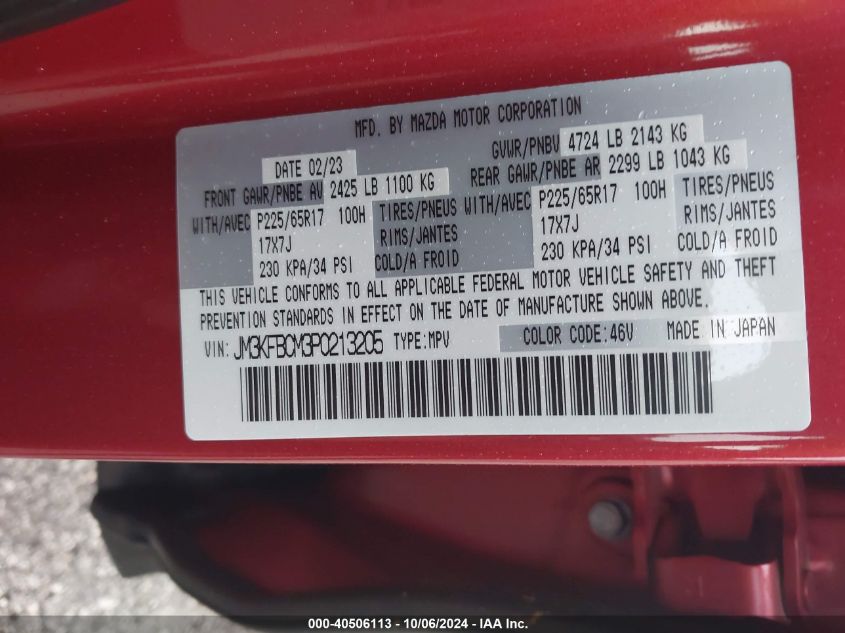 MFD. BY MAZDA MOTOR CORPORATION
DATE 02/23 GVWR/PNBV 4724 LB 2143 KG
FRONT GAWR/PNBE AV 2425 LB 1100 KG REAR GAWR/PNBE AR 2299 LB 1043 KG
WITH/AVEC P225/65R17 100H TIRES/PNEUS WITH/AVEC P225/65R17 100H TIRES/PNEUS
17X7J RIMS/JANTES 17X7J RIMS/JANTES
230 KPA/34 PSI COLD/A FROID 230 KPA/34 PSI COLD/A FROID
THIS VEHICLE CONFORMS TO ALL APPLICABLE FEDERAL MOTOR VEHICLE SAFETY AND THEFT
PREVENTION STANDARDS IN EFFECT ON THE DATE OF MANUFACTURE SHOWN ABOVE.
VIN: JM3KFBCM3P0213205 TYPE:MPV COLOR CODE:46V MADE IN JAPAN
000-40506113 - 10/06/2024 - IAA Inc.